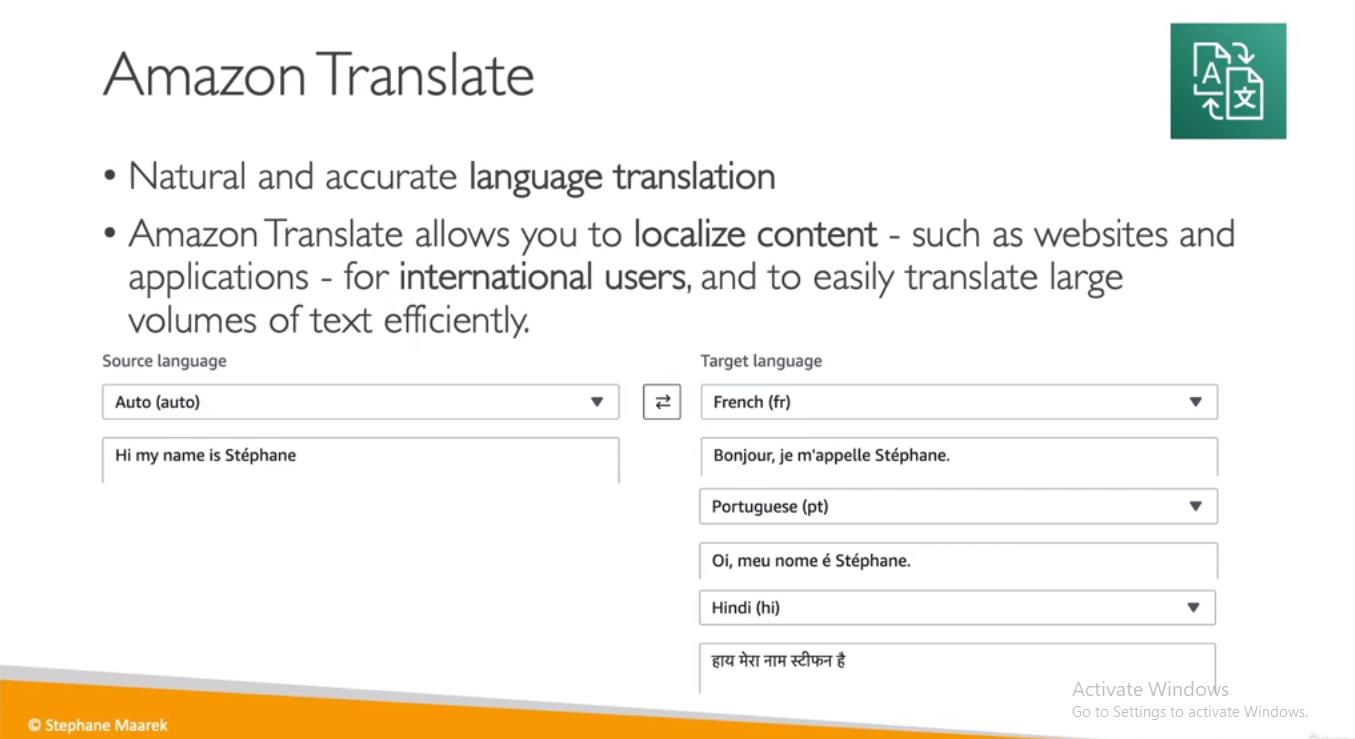 Amazon Translate
A
文
• Natural and accurate language translation
• Amazon Translate allows you to localize content - such as websites and
applications - for international users, and to easily translate large
volumes of text efficiently.
Source language
Target language
Auto (auto)
French (fr)
Hi my name is Stéphane
Bonjour, je m'appelle Stéphane.
Portuguese (pt)
Oi, meu nome é Stéphane.
Hindi (hi)
हाय मेरा नाम स्टीफन है
Activate Windows
Go to Settings to activate Windows.
© Stephane Maarek